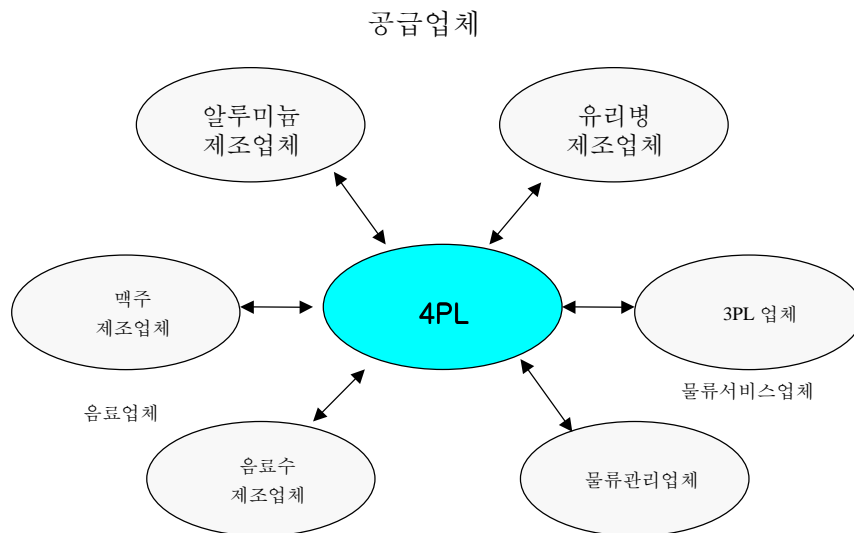 공급업체
알루미늄
제조업체
유리병
제조업체
맥주
제조업체
4PL
3PL 업체
물류서비스업체
음료업체
음료수
제조업체
물류관리업체